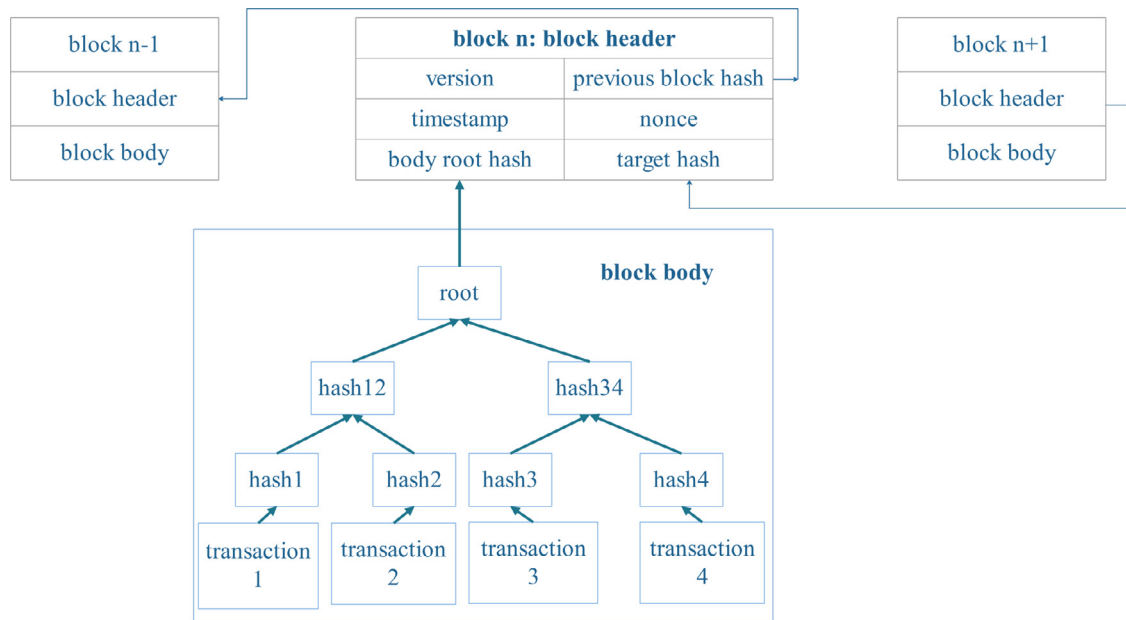 block n-1
block header
block body
block n: block header
version
previous block hash
timestamp
nonce
body root hash
target hash
block n+1
block header
block body
block body
root
hash12
hash34
hash1
hash2
hash3
hash4
transaction
1
transaction
2
transaction
3
transaction
4